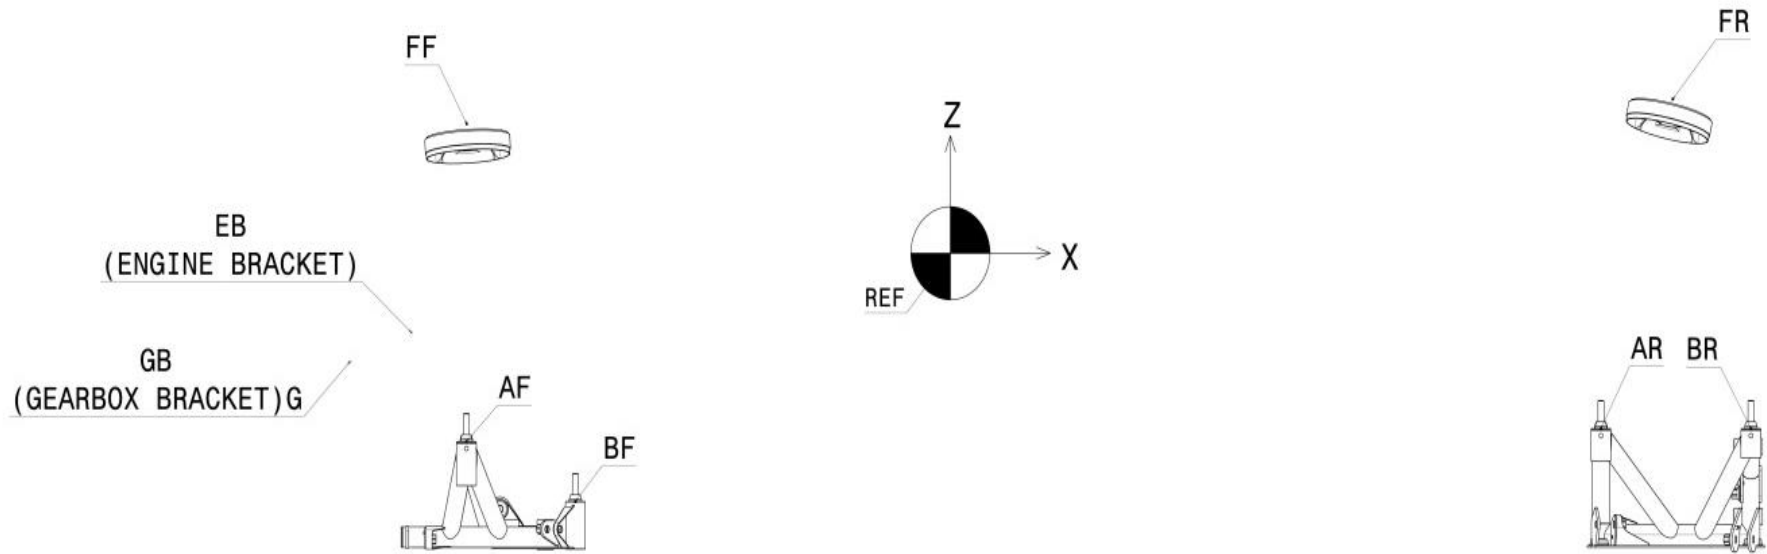 FF
FR
Z
EB
(ENGINE BRACKET)
X
REF
GB
(GEARBOX BRACKET)G
AR
BR
AF
BF